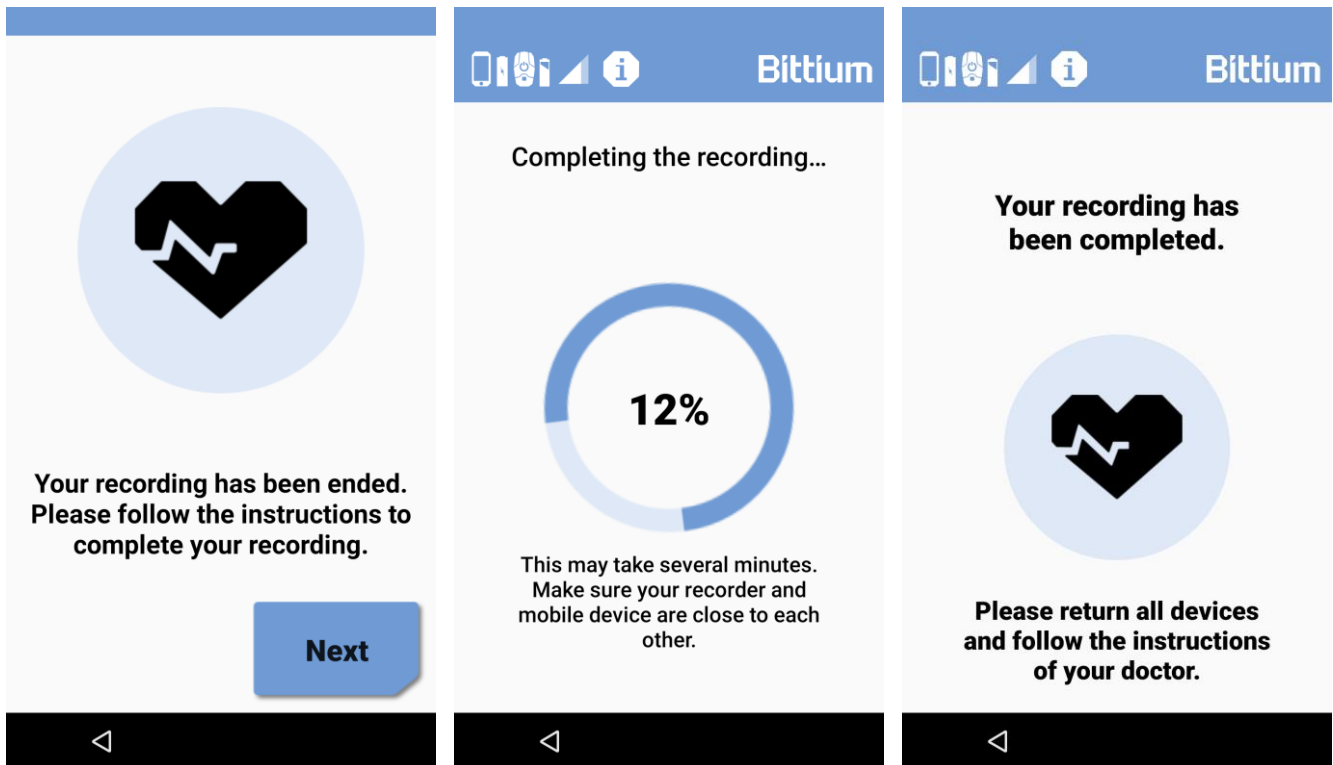 Your recording has been ended.
Please follow the instructions to
complete your recording.
Next
Bittium
Completing the recording...
12%
This may take several minutes.
Make sure your recorder and
mobile device are close to each
other.
Bittium
Your recording has
been completed.
Please return all devices
and follow the instructions
of your doctor.